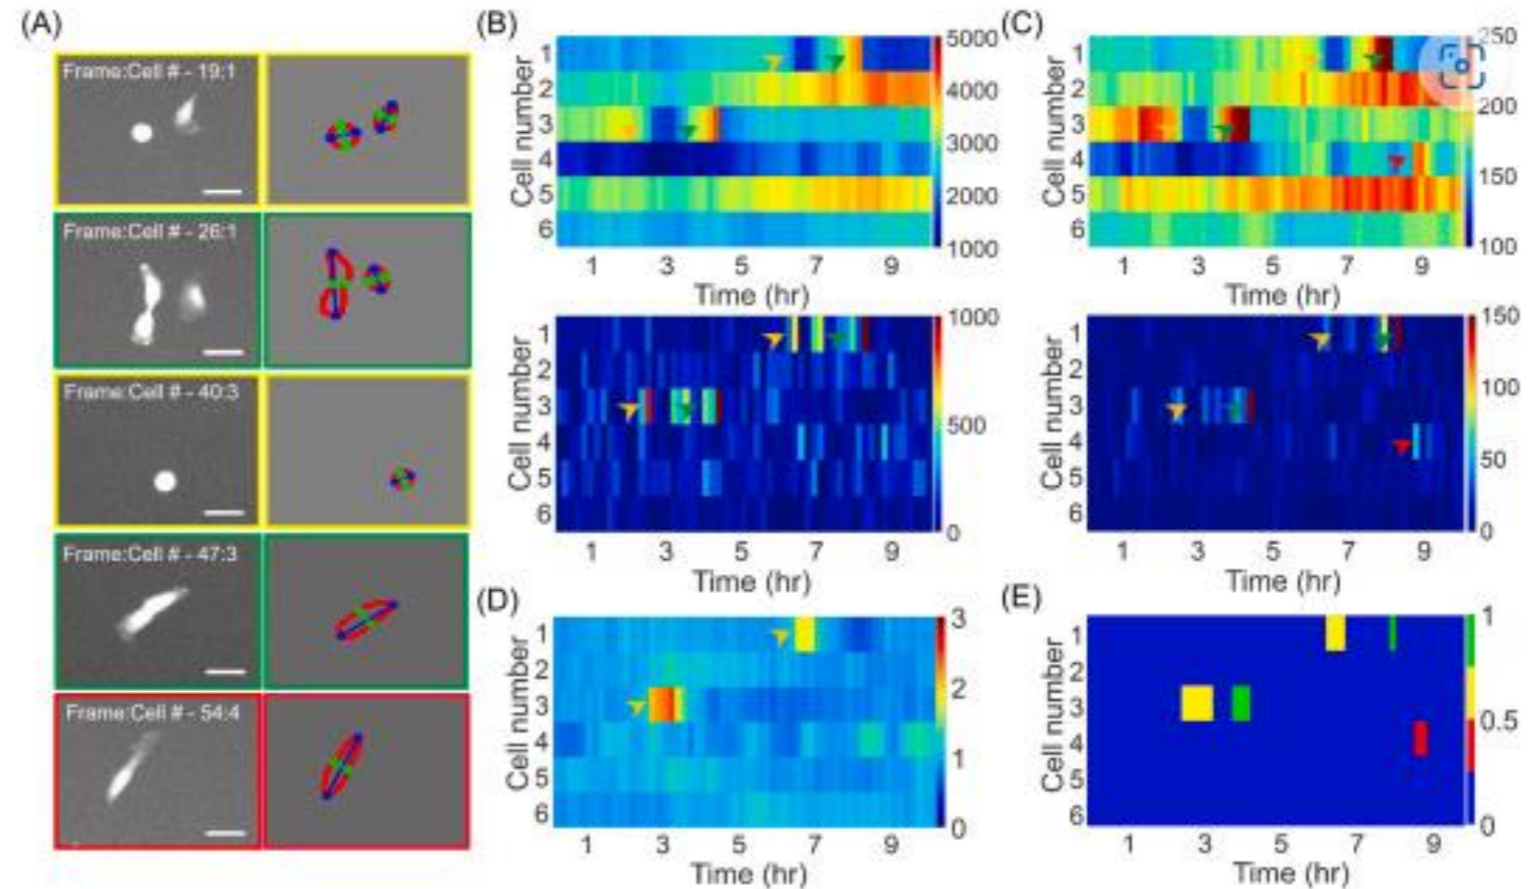 (A)
Frame:Cell # - 19:1
Frame:Cell # - 26:1
Frame:Cell # - 40:3
Frame:Cell # - 47:3
Frame:Cell # - 54:4
(B)
Cell number
1
2
3
4
5
6
1 3 5 7 9
Time (hr)
5000
4000
3000
2000
1000
Cell number
1
2
3
4
5
6
1 3 5 7 9
Time (hr)
1000
500
0
(C)
Cell number
1
2
3
4
5
6
1 3 5 7 9
Time (hr)
250
200
150
100
Cell number
1
2
3
4
5
6
1 3 5 7 9
Time (hr)
150
100
50
0
(D)
Cell number
1
2
3
4
5
6
1 3 5 7 9
Time (hr)
3
2
1
0
(E)
Cell number
1
2
3
4
5
6
1 3 5 7 9
Time (hr)
1
0.5
0